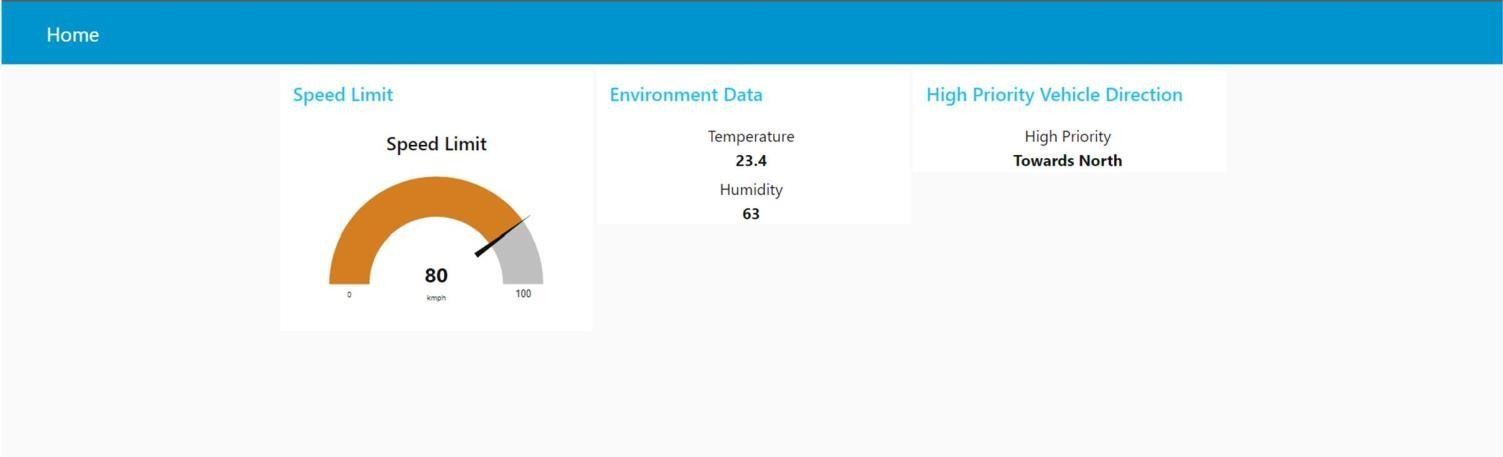 Home
Speed Limit
Speed Limit
80
kmph
0
100
Environment Data
Temperature
23.4
Humidity
63
High Priority Vehicle Direction
High Priority
Towards North